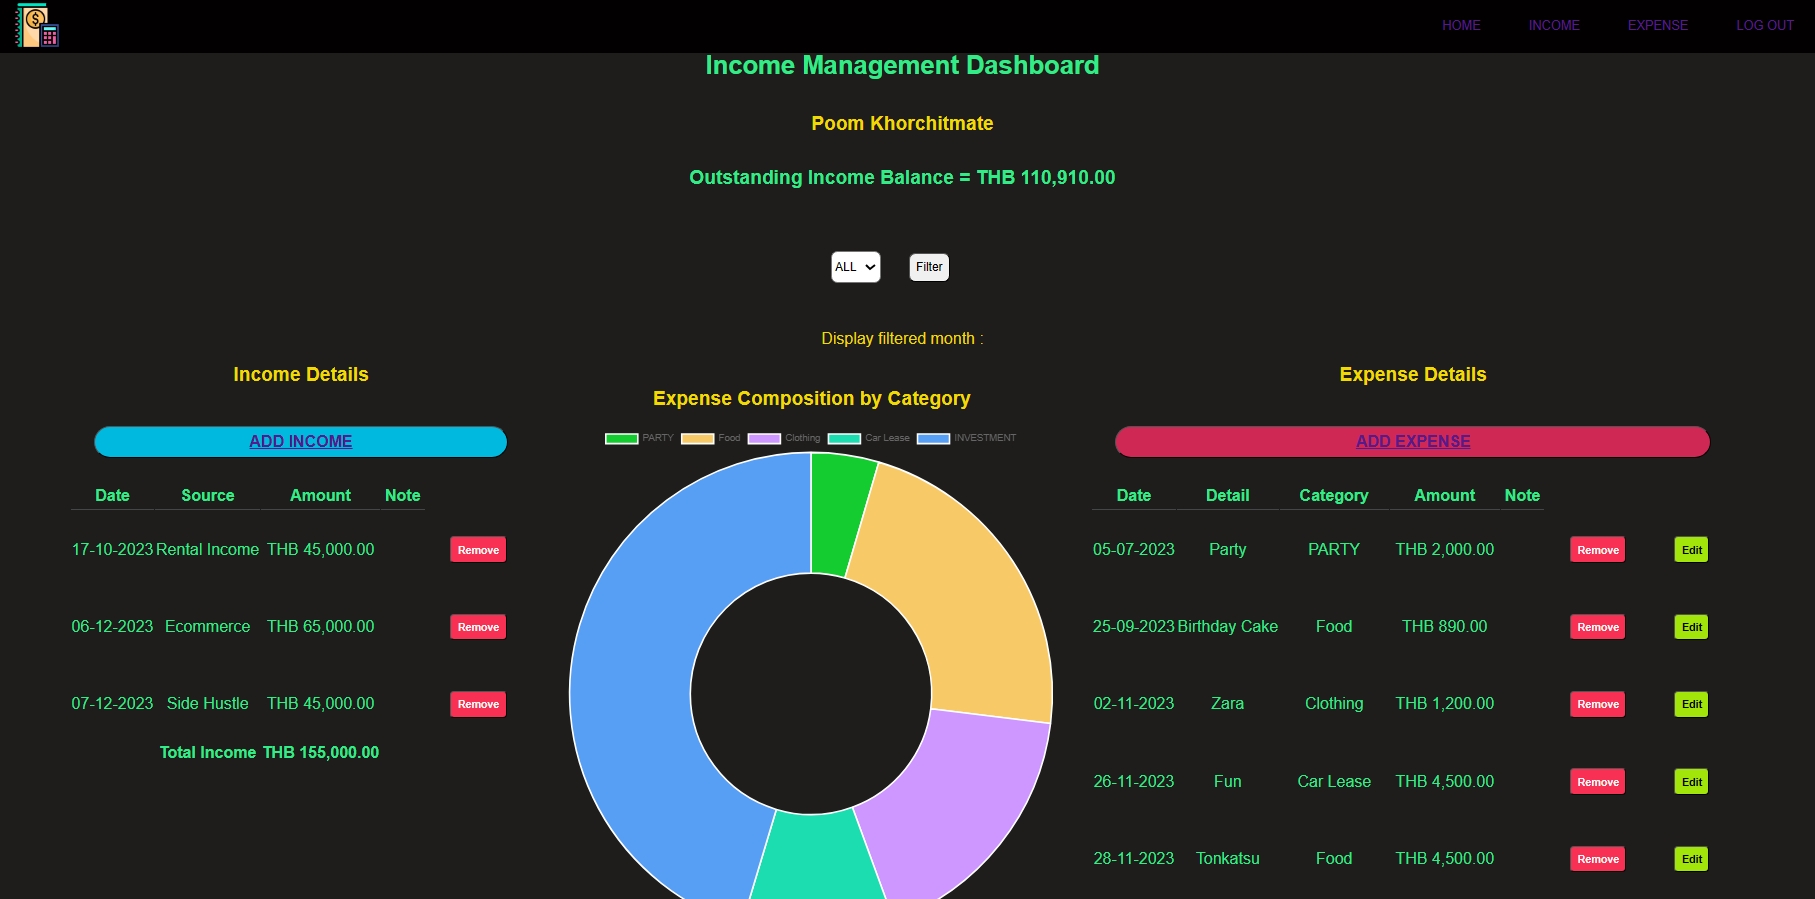 HOME INCOME EXPENSE LOG OUT
Income Management Dashboard
Poom Khorchitmate
Outstanding Income Balance = THB 110,910.00
ALL Filter
Display filtered month :
Income Details
ADD INCOME
Date Source Amount Note
17-10-2023 Rental Income THB 45,000.00 Remove
06-12-2023 Ecommerce THB 65,000.00 Remove
07-12-2023 Side Hustle THB 45,000.00 Remove
Total Income THB 155,000.00
Expense Composition by Category
PARTY Food Clothing Car Lease INVESTMENT
Expense Details
ADD EXPENSE
Date Detail Category Amount Note
05-07-2023 Party PARTY THB 2,000.00 Remove Edit
25-09-2023 Birthday Cake Food THB 890.00 Remove Edit
02-11-2023 Zara Clothing THB 1,200.00 Remove Edit
26-11-2023 Fun Car Lease THB 4,500.00 Remove Edit
28-11-2023 Tonkatsu Food THB 4,500.00 Remove Edit